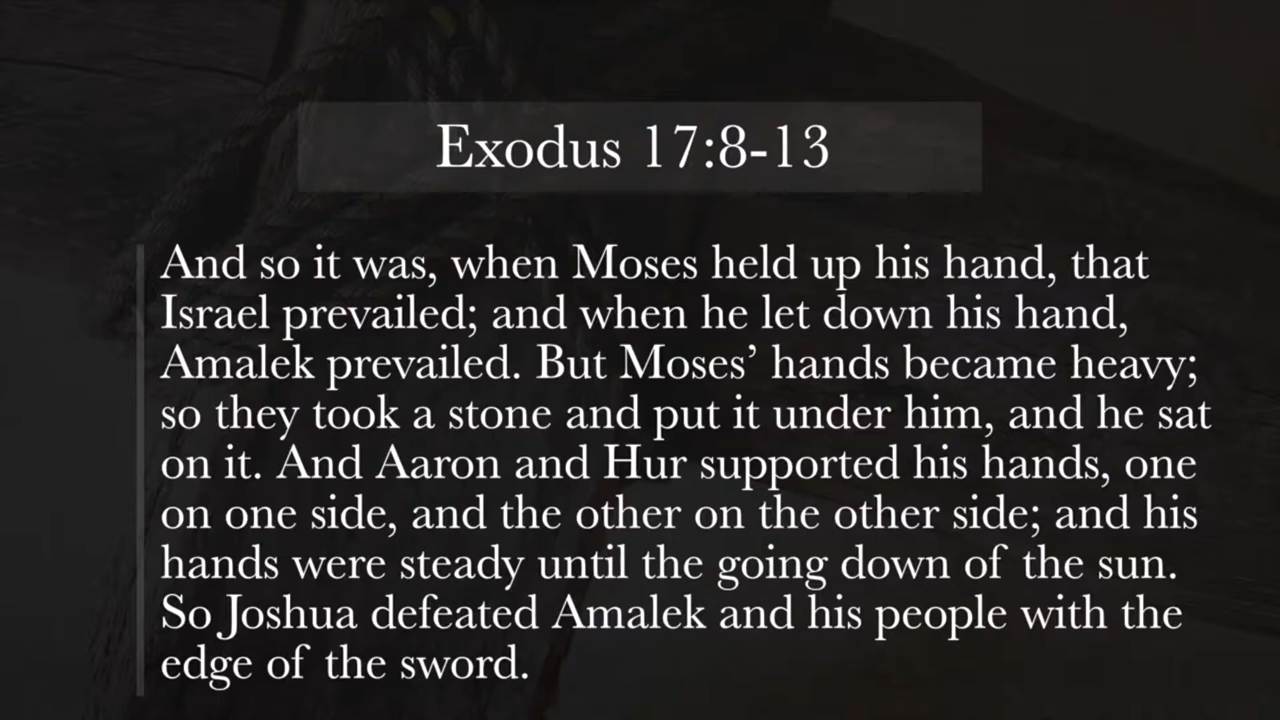 Exodus 17:8-13
And so it was, when Moses held up his hand, that
Israel prevailed; and when he let down his hand,
Amalek prevailed. But Moses’ hands became heavy;
so they took a stone and put it under him, and he sat
on it. And Aaron and Hur supported his hands, one
on one side, and the other on the other side; and his
hands were steady until the going down of the sun.
So Joshua defeated Amalek and his people with the
edge of the sword.